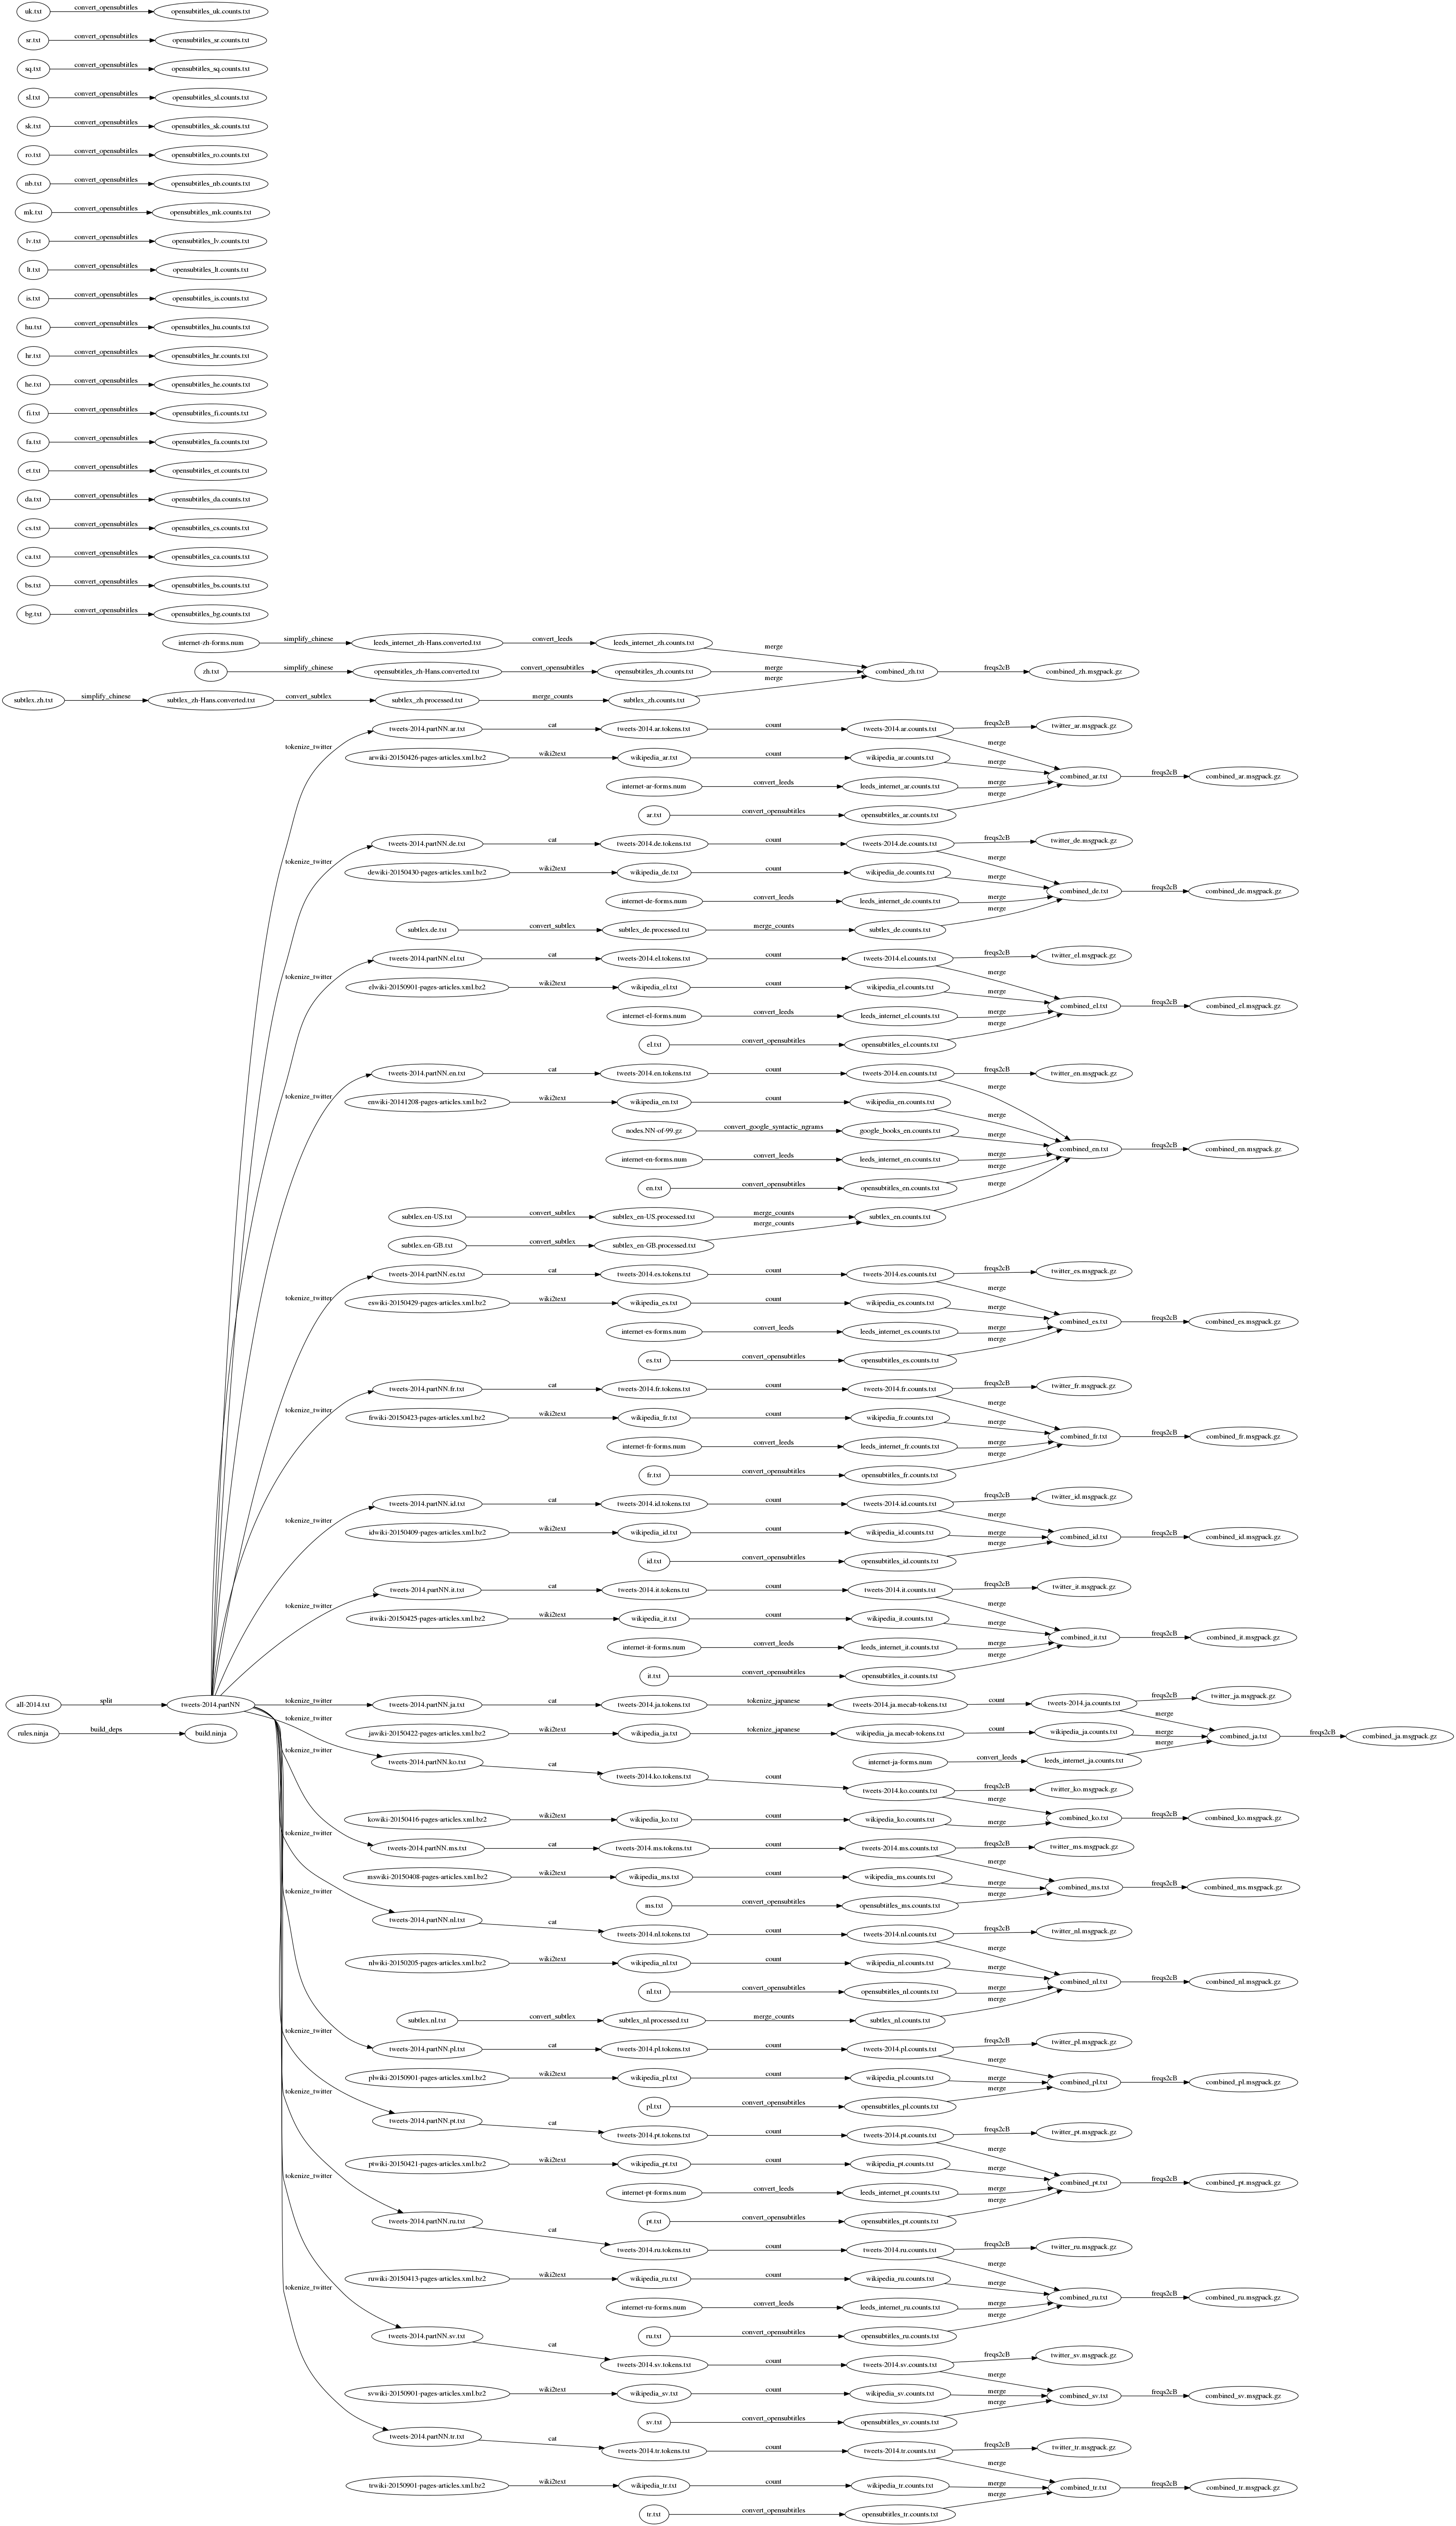 uk.txt convert_opensubtitles opensubtitles_uk.counts.txt
sr.txt convert_opensubtitles opensubtitles_sr.counts.txt
sq.txt convert_opensubtitles opensubtitles_sq.counts.txt
sl.txt convert_opensubtitles opensubtitles_sl.counts.txt
sk.txt convert_opensubtitles opensubtitles_sk.counts.txt
ro.txt convert_opensubtitles opensubtitles_ro.counts.txt
nb.txt convert_opensubtitles opensubtitles_nb.counts.txt
mk.txt convert_opensubtitles opensubtitles_mk.counts.txt
lv.txt convert_opensubtitles opensubtitles_lv.counts.txt
lt.txt convert_opensubtitles opensubtitles_lt.counts.txt
is.txt convert_opensubtitles opensubtitles_is.counts.txt
hu.txt convert_opensubtitles opensubtitles_hu.counts.txt
hr.txt convert_opensubtitles opensubtitles_hr.counts.txt
he.txt convert_opensubtitles opensubtitles_he.counts.txt
fi.txt convert_opensubtitles opensubtitles_fi.counts.txt
fa.txt convert_opensubtitles opensubtitles_fa.counts.txt
et.txt convert_opensubtitles opensubtitles_et.counts.txt
da.txt convert_opensubtitles opensubtitles_da.counts.txt
cs.txt convert_opensubtitles opensubtitles_cs.counts.txt
ca.txt convert_opensubtitles opensubtitles_ca.counts.txt
bs.txt convert_opensubtitles opensubtitles_bs.counts.txt
bg.txt convert_opensubtitles opensubtitles_bg.counts.txt
internet-zh-forms.num simplify_chinese leeds_internet_zh-Hans.converted.txt convert_leeds leeds_internet_zh.counts.txt merge
zh.txt simplify_chinese opensubtitles_zh-Hans.converted.txt convert_opensubtitles opensubtitles_zh.counts.txt merge combined_zh.txt freqs2cB combined_zh.msgpack.gz
subtlex.zh.txt simplify_chinese subtlex_zh-Hans.converted.txt convert_subtlex subtlex_zh.processed.txt merge_counts subtlex_zh.counts.txt merge
tokenize_twitter tweets-2014.partNN.ar.txt cat tweets-2014.ar.tokens.txt count tweets-2014.ar.counts.txt freqs2cB twitter_ar.msgpack.gz
merge
arwiki-20150426-pages-articles.xml.bz2 wiki2text wikipedia_ar.txt count wikipedia_ar.counts.txt merge
combined_ar.txt freqs2cB combined_ar.msgpack.gz
internet-ar-forms.num convert_leeds leeds_internet_ar.counts.txt merge
ar.txt convert_opensubtitles opensubtitles_ar.counts.txt merge
tokenize_twitter tweets-2014.partNN.de.txt cat tweets-2014.de.tokens.txt count tweets-2014.de.counts.txt freqs2cB twitter_de.msgpack.gz
merge
dewiki-20150430-pages-articles.xml.bz2 wiki2text wikipedia_de.txt count wikipedia_de.counts.txt merge
combined_de.txt freqs2cB combined_de.msgpack.gz
internet-de-forms.num convert_leeds leeds_internet_de.counts.txt merge
subtlex.de.txt convert_subtlex subtlex_de.processed.txt merge_counts subtlex_de.counts.txt merge
tokenize_twitter tweets-2014.partNN.el.txt cat tweets-2014.el.tokens.txt count tweets-2014.el.counts.txt freqs2cB twitter_el.msgpack.gz
merge
elwiki-20150901-pages-articles.xml.bz2 wiki2text wikipedia_el.txt count wikipedia_el.counts.txt merge
combined_el.txt freqs2cB combined_el.msgpack.gz
internet-el-forms.num convert_leeds leeds_internet_el.counts.txt merge
el.txt convert_opensubtitles opensubtitles_el.counts.txt merge
tokenize_twitter tweets-2014.partNN.en.txt cat tweets-2014.en.tokens.txt count tweets-2014.en.counts.txt freqs2cB twitter_en.msgpack.gz
merge
enwiki-20141208-pages-articles.xml.bz2 wiki2text wikipedia_en.txt count wikipedia_en.counts.txt merge
nodes.NN-of-99.gz convert_google_syntactic_ngrams google_books_en.counts.txt merge
combined_en.txt freqs2cB combined_en.msgpack.gz
internet-en-forms.num convert_leeds leeds_internet_en.counts.txt merge
en.txt convert_opensubtitles opensubtitles_en.counts.txt merge
subtlex.en-US.txt convert_subtlex subtlex_en-US.processed.txt merge_counts subtlex_en.counts.txt merge
subtlex.en-GB.txt convert_subtlex subtlex_en-GB.processed.txt merge_counts
tokenize_twitter tweets-2014.partNN.es.txt cat tweets-2014.es.tokens.txt count tweets-2014.es.counts.txt freqs2cB twitter_es.msgpack.gz
merge
eswiki-20150429-pages-articles.xml.bz2 wiki2text wikipedia_es.txt count wikipedia_es.counts.txt merge
combined_es.txt freqs2cB combined_es.msgpack.gz
internet-es-forms.num convert_leeds leeds_internet_es.counts.txt merge
es.txt convert_opensubtitles opensubtitles_es.counts.txt merge
tokenize_twitter tweets-2014.partNN.fr.txt cat tweets-2014.fr.tokens.txt count tweets-2014.fr.counts.txt freqs2cB twitter_fr.msgpack.gz
merge
frwiki-20150423-pages-articles.xml.bz2 wiki2text wikipedia_fr.txt count wikipedia_fr.counts.txt merge
combined_fr.txt freqs2cB combined_fr.msgpack.gz
internet-fr-forms.num convert_leeds leeds_internet_fr.counts.txt merge
fr.txt convert_opensubtitles opensubtitles_fr.counts.txt merge
tokenize_twitter tweets-2014.partNN.id.txt cat tweets-2014.id.tokens.txt count tweets-2014.id.counts.txt freqs2cB twitter_id.msgpack.gz
merge
idwiki-20150409-pages-articles.xml.bz2 wiki2text wikipedia_id.txt count wikipedia_id.counts.txt merge combined_id.txt freqs2cB combined_id.msgpack.gz
id.txt convert_opensubtitles opensubtitles_id.counts.txt merge
tokenize_twitter tweets-2014.partNN.it.txt cat tweets-2014.it.tokens.txt count tweets-2014.it.counts.txt freqs2cB twitter_it.msgpack.gz
merge
itwiki-20150425-pages-articles.xml.bz2 wiki2text wikipedia_it.txt count wikipedia_it.counts.txt merge
combined_it.txt freqs2cB combined_it.msgpack.gz
internet-it-forms.num convert_leeds leeds_internet_it.counts.txt merge
it.txt convert_opensubtitles opensubtitles_it.counts.txt merge
all-2014.txt split tweets-2014.partNN tokenize_twitter tweets-2014.partNN.ja.txt cat tweets-2014.ja.tokens.txt tokenize_japanese tweets-2014.ja.mecab-tokens.txt count tweets-2014.ja.counts.txt freqs2cB twitter_ja.msgpack.gz
merge
rules.ninja build_deps build.ninja jawiki-20150422-pages-articles.xml.bz2 wiki2text wikipedia_ja.txt tokenize_japanese wikipedia_ja.mecab-tokens.txt count wikipedia_ja.counts.txt merge combined_ja.txt freqs2cB combined_ja.msgpack.gz
internet-ja-forms.num convert_leeds leeds_internet_ja.counts.txt merge
tokenize_twitter tweets-2014.partNN.ko.txt cat tweets-2014.ko.tokens.txt count tweets-2014.ko.counts.txt freqs2cB twitter_ko.msgpack.gz
merge
kowiki-20150416-pages-articles.xml.bz2 wiki2text wikipedia_ko.txt count wikipedia_ko.counts.txt merge combined_ko.txt freqs2cB combined_ko.msgpack.gz
tokenize_twitter tweets-2014.partNN.ms.txt cat tweets-2014.ms.tokens.txt count tweets-2014.ms.counts.txt freqs2cB twitter_ms.msgpack.gz
merge
mswiki-20150408-pages-articles.xml.bz2 wiki2text wikipedia_ms.txt count wikipedia_ms.counts.txt merge combined_ms.txt freqs2cB combined_ms.msgpack.gz
ms.txt convert_opensubtitles opensubtitles_ms.counts.txt merge
tokenize_twitter tweets-2014.partNN.nl.txt cat tweets-2014.nl.tokens.txt count tweets-2014.nl.counts.txt freqs2cB twitter_nl.msgpack.gz
merge
nlwiki-20150205-pages-articles.xml.bz2 wiki2text wikipedia_nl.txt count wikipedia_nl.counts.txt merge
combined_nl.txt freqs2cB combined_nl.msgpack.gz
nl.txt convert_opensubtitles opensubtitles_nl.counts.txt merge
subtlex.nl.txt convert_subtlex subtlex_nl.processed.txt merge_counts subtlex_nl.counts.txt merge
tokenize_twitter tweets-2014.partNN.pl.txt cat tweets-2014.pl.tokens.txt count tweets-2014.pl.counts.txt freqs2cB twitter_pl.msgpack.gz
merge
plwiki-20150901-pages-articles.xml.bz2 wiki2text wikipedia_pl.txt count wikipedia_pl.counts.txt merge combined_pl.txt freqs2cB combined_pl.msgpack.gz
pl.txt convert_opensubtitles opensubtitles_pl.counts.txt merge
tokenize_twitter tweets-2014.partNN.pt.txt cat tweets-2014.pt.tokens.txt count tweets-2014.pt.counts.txt freqs2cB twitter_pt.msgpack.gz
merge
ptwiki-20150421-pages-articles.xml.bz2 wiki2text wikipedia_pt.txt count wikipedia_pt.counts.txt merge
combined_pt.txt freqs2cB combined_pt.msgpack.gz
internet-pt-forms.num convert_leeds leeds_internet_pt.counts.txt merge
pt.txt convert_opensubtitles opensubtitles_pt.counts.txt merge
tokenize_twitter tweets-2014.partNN.ru.txt cat tweets-2014.ru.tokens.txt count tweets-2014.ru.counts.txt freqs2cB twitter_ru.msgpack.gz
merge
ruwiki-20150413-pages-articles.xml.bz2 wiki2text wikipedia_ru.txt count wikipedia_ru.counts.txt merge
combined_ru.txt freqs2cB combined_ru.msgpack.gz
internet-ru-forms.num convert_leeds leeds_internet_ru.counts.txt merge
ru.txt convert_opensubtitles opensubtitles_ru.counts.txt merge
tokenize_twitter tweets-2014.partNN.sv.txt cat tweets-2014.sv.tokens.txt count tweets-2014.sv.counts.txt freqs2cB twitter_sv.msgpack.gz
merge
svwiki-20150901-pages-articles.xml.bz2 wiki2text wikipedia_sv.txt count wikipedia_sv.counts.txt merge combined_sv.txt freqs2cB combined_sv.msgpack.gz
sv.txt convert_opensubtitles opensubtitles_sv.counts.txt merge
tokenize_twitter tweets-2014.partNN.tr.txt cat tweets-2014.tr.tokens.txt count tweets-2014.tr.counts.txt freqs2cB twitter_tr.msgpack.gz
merge
trwiki-20150901-pages-articles.xml.bz2 wiki2text wikipedia_tr.txt count wikipedia_tr.counts.txt merge combined_tr.txt freqs2cB combined_tr.msgpack.gz
tr.txt convert_opensubtitles opensubtitles_tr.counts.txt merge